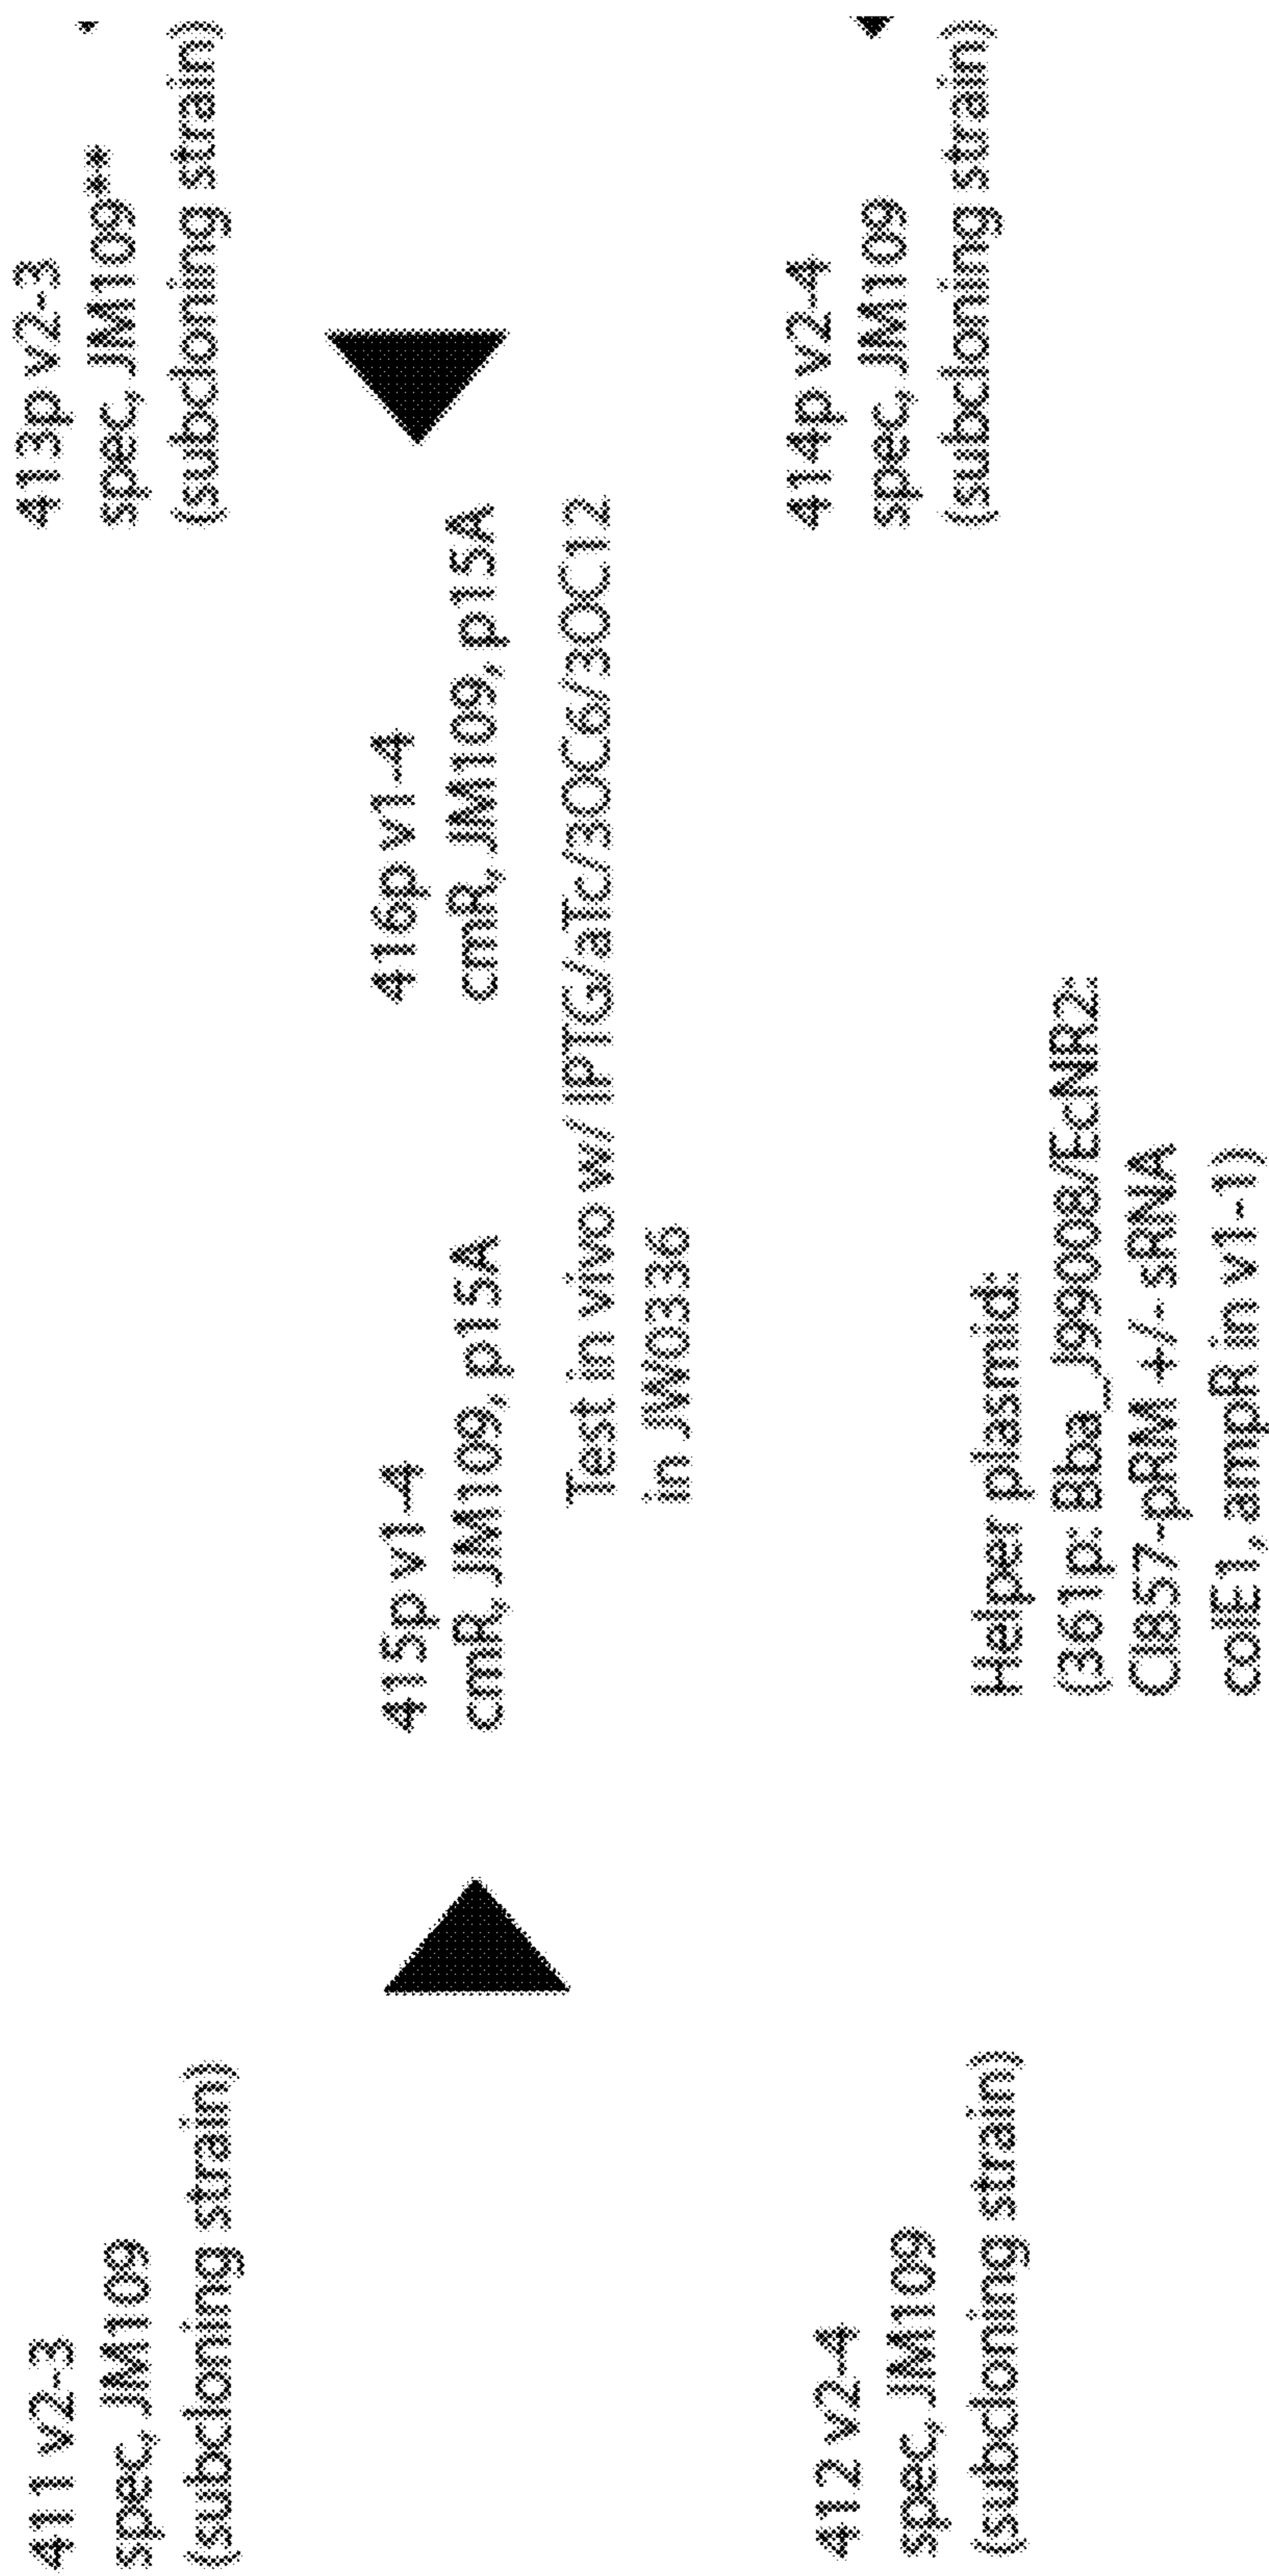 411 v2-3
spec, JM109
(subcloning strain)
412 v2-4
spec, JM109
(subcloning strain)
415p v1-4
cmR, JM109, p15A
416p v1-4
cmR, JM109, p15A
Test in vivo w/ IPTG/aTc/3OC6/3OC12
in JW0336
Helper plasmid:
(361p: Bba_J99008/EcNR2:
CI857-pRM +/- sRNA
colE1, ampR in v1-1)
413p v2-3
spec, JM109**
(subcloning strain)
414p v2-4
spec, JM109
(subcloning strain)